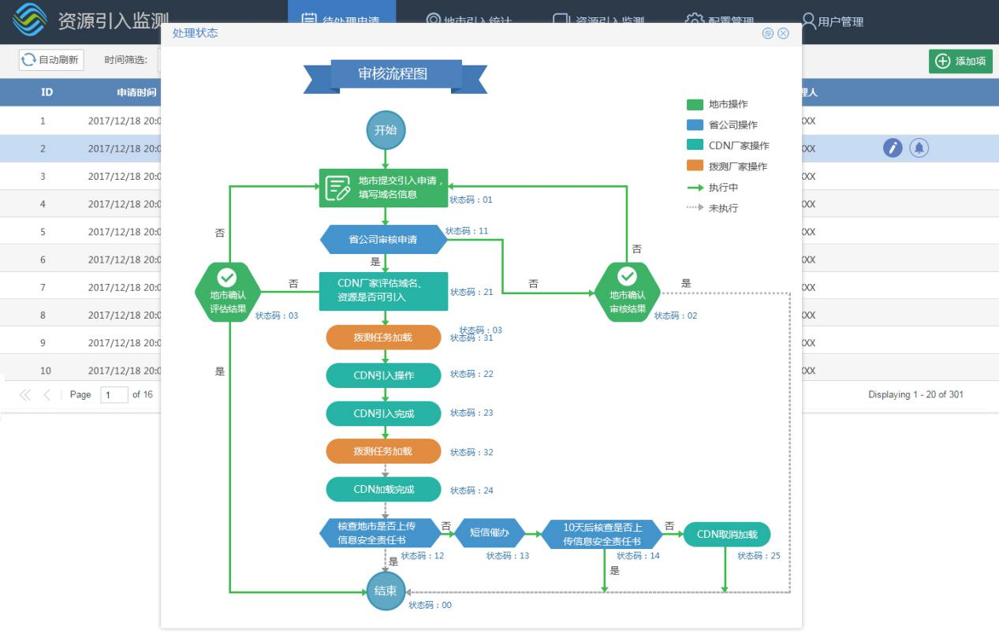 资源引入监测
待处理申请
地市引入统计
资源引入监测
配置管理
用户管理
处理状态
自动刷新
时间筛选:
添加项
ID
申请时间
理人
1
2017/12/18 20:0
XX
2
2017/12/18 20:0
XX
3
2017/12/18 20:0
XX
4
2017/12/18 20:0
XX
5
2017/12/18 20:0
XX
6
2017/12/18 20:0
XX
7
2017/12/18 20:0
XX
8
2017/12/18 20:0
XX
9
2017/12/18 20:0
XX
10
2017/12/18 20:0
XX
Page
1
of 16
Displaying 1 - 20 of 301
审核流程图
地市操作
省公司操作
CDN厂家操作
拨测厂家操作
执行中
未执行
开始
地市提交引入申请，
填写域名信息
状态码：01
省公司审核申请
状态码：11
否
否
是
CDN厂家评估域名、
资源是否可引入
状态码：21
否
否
是
地市确认
评估结果
状态码：03
地市确认
审核结果
状态码：02
拨测任务加载
状态码：03
状态码：31
是
CDN引入操作
状态码：22
CDN引入完成
状态码：23
拨测任务加载
状态码：32
CDN加载完成
状态码：24
核查地市是否上传
信息安全责任书
否
短信催办
10天后核查是否上
传信息安全责任书
否
CDN取消加载
状态码：12
状态码：13
状态码：14
状态码：25
是
是
结束
状态码：00